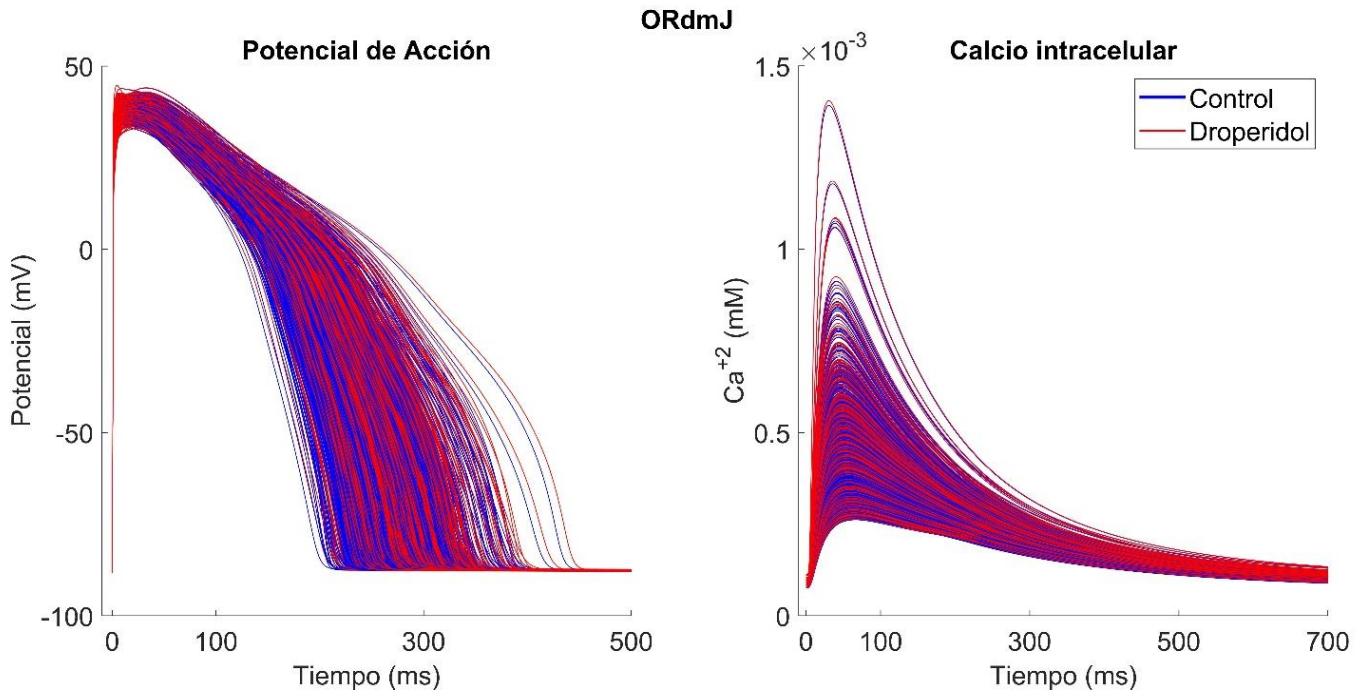 ORdmJ
Potencial de Acción
50
0
-50
-100
Potencial (mV)
0
100
300
500
Tiempo (ms)
Calcio intracelular
×10⁻³
1.5
1
0.5
0
Ca⁺² (mM)
0
100
300
500
700
Tiempo (ms)
Control
Droperidol